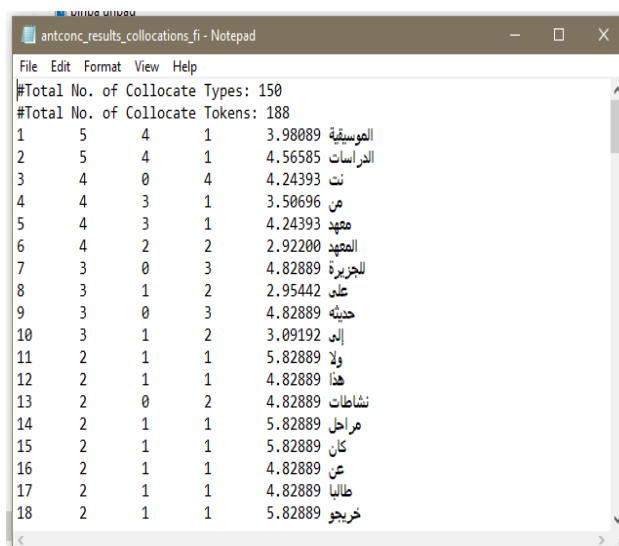 antconc_results_collocations_fi - Notepad
File Edit Format View Help
#Total No. of Collocate Types: 150
#Total No. of Collocate Tokens: 188
1 5 4 1 3.98089 الموسيقية
2 5 4 1 4.56585 الدراسات
3 4 0 4 4.24393 نت
4 4 3 1 3.50696 من
5 4 3 1 4.24393 معهد
6 4 2 2 2.92200 المعهد
7 3 0 3 4.82889 للجزيرة
8 3 1 2 2.95442 على
9 3 0 3 4.82889 حديثه
10 3 1 2 3.09192 إلى
11 2 1 1 5.82889 ولا
12 2 1 1 4.82889 هذا
13 2 0 2 4.82889 نشاطات
14 2 1 1 5.82889 مراحل
15 2 1 1 5.82889 كان
16 2 1 1 4.82889 عن
17 2 1 1 4.82889 طالبا
18 2 1 1 5.82889 خريجو